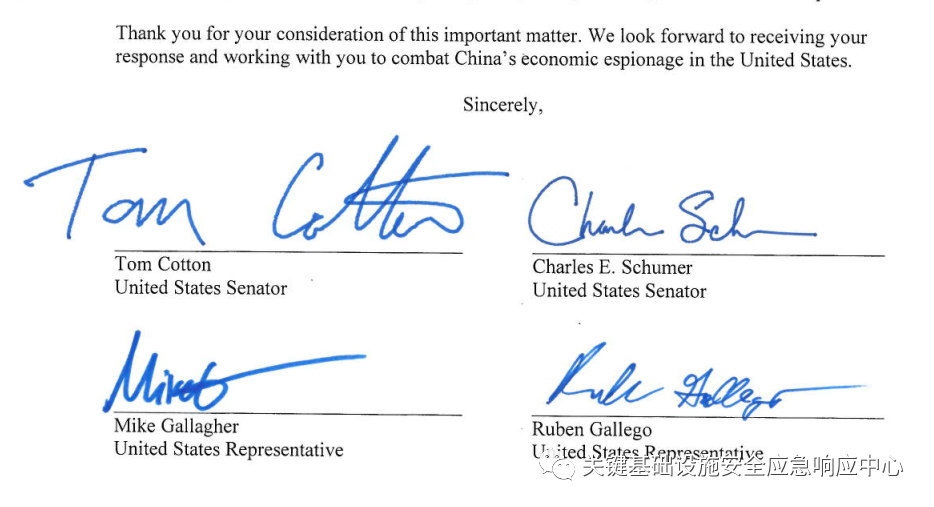 Thank you for your consideration of this important matter. We look forward to receiving your
response and working with you to combat China's economic espionage in the United States.
Sincerely,
Tom Cotton
Charles Sch
Tom Cotton
Charles E. Schumer
United States Senator
United States Senator
Mike
Ruben Gallego
Mike Gallagher
Ruben Gallego
United States Representative
United States Representative
关键基础设施安全应急响应中心